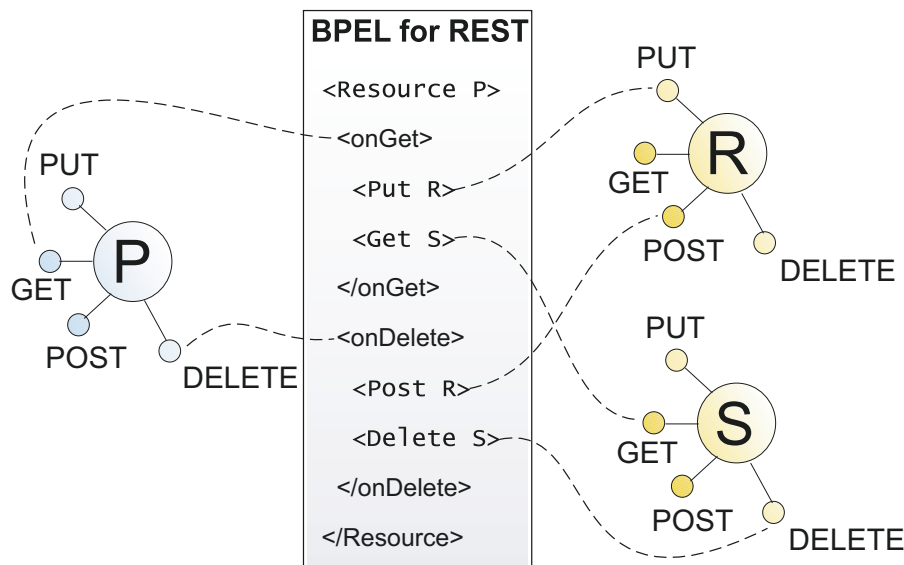 BPEL for REST
<Resource P>
<onGet>
<Put R>
<Get S>
</onGet>
<onDelete>
<Post R>
<Delete S>
</onDelete>
</Resource>
PUT
P
GET
POST
DELETE
PUT
R
GET
POST
DELETE
PUT
S
GET
POST
DELETE